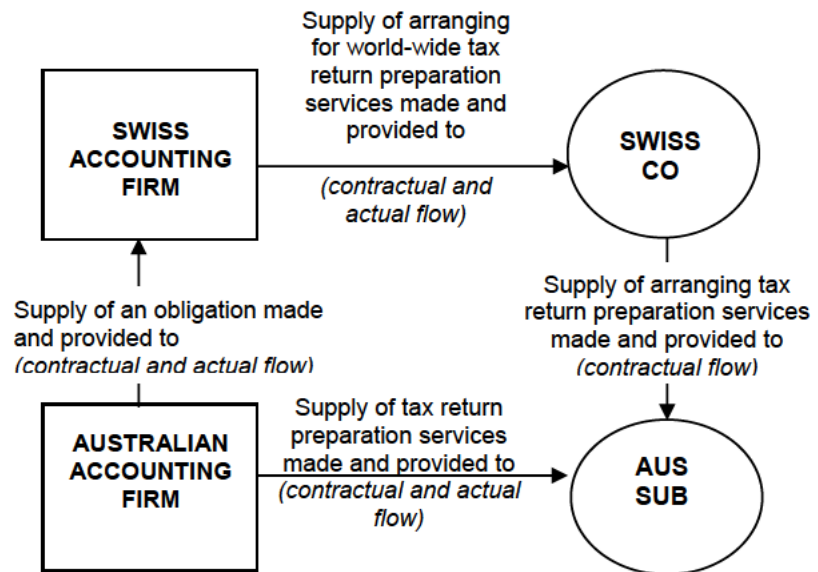 Supply of arranging
for world-wide tax
return preparation
services made and
provided to
SWISS
ACCOUNTING
FIRM
SWISS
CO
(contractual and
actual flow)
Supply of an obligation made
and provided to
(contractual and actual flow)
Supply of arranging tax
return preparation services
made and provided to
(contractual flow)
AUSTRALIAN
ACCOUNTING
FIRM
Supply of tax return
preparation services
made and provided to
(contractual and actual
flow)
AUS
SUB